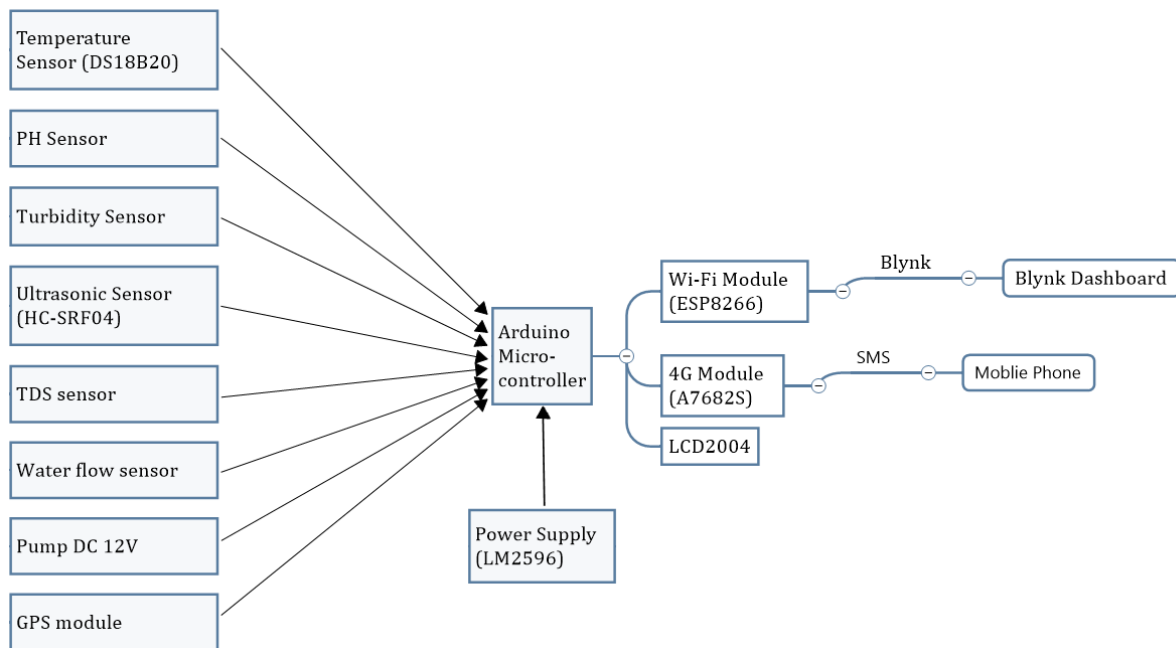 Temperature
Sensor (DS18B20)
PH Sensor
Turbidity Sensor
Ultrasonic Sensor
(HC-SRF04)
TDS sensor
Water flow sensor
Pump DC 12V
GPS module
Arduino
Micro-
controller
Power Supply
(LM2596)
Wi-Fi Module
(ESP8266)
Blynk
Blynk Dashboard
4G Module
(A7682S)
SMS
Moblie Phone
LCD2004